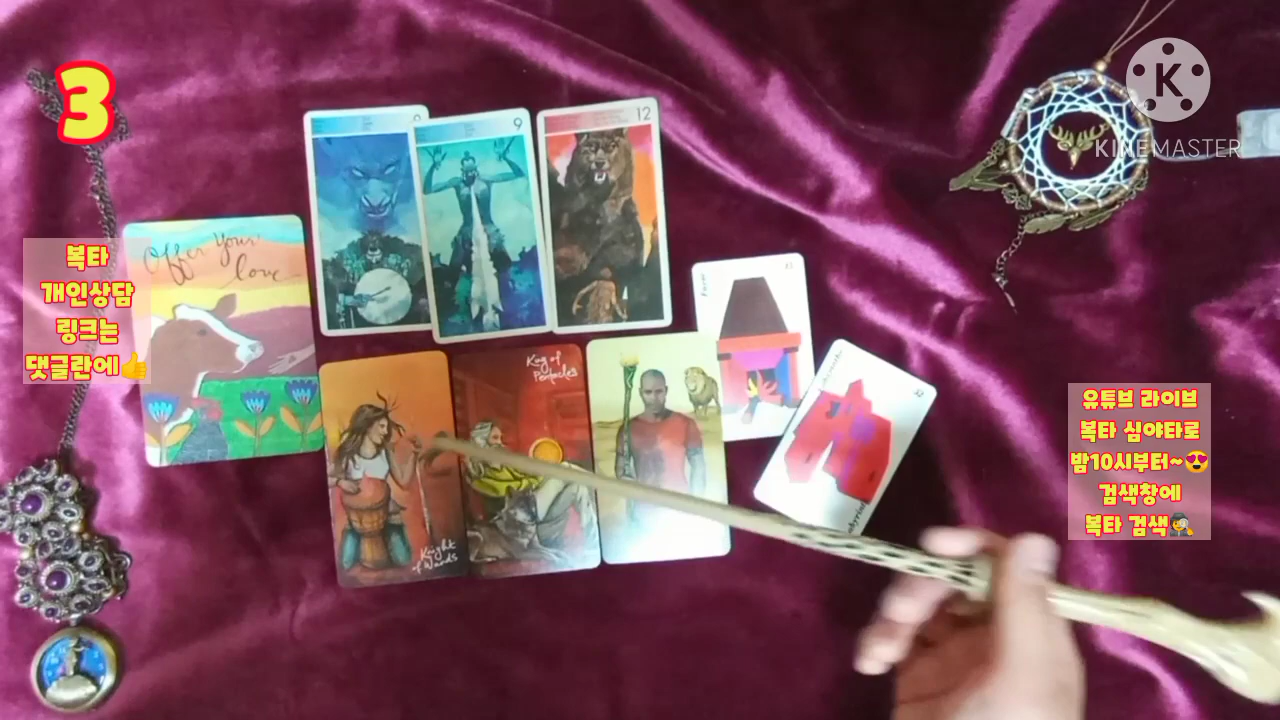 3
복타
개인상담
링크는
댓글란에👍
Offer Your
love
9
12
Knight
of Wands
King of
Pentacles
K
KINEMASTER
유튜브 라이브
복타 심야타로
밤10시부터~😍
검색창에
복타 검색🕵